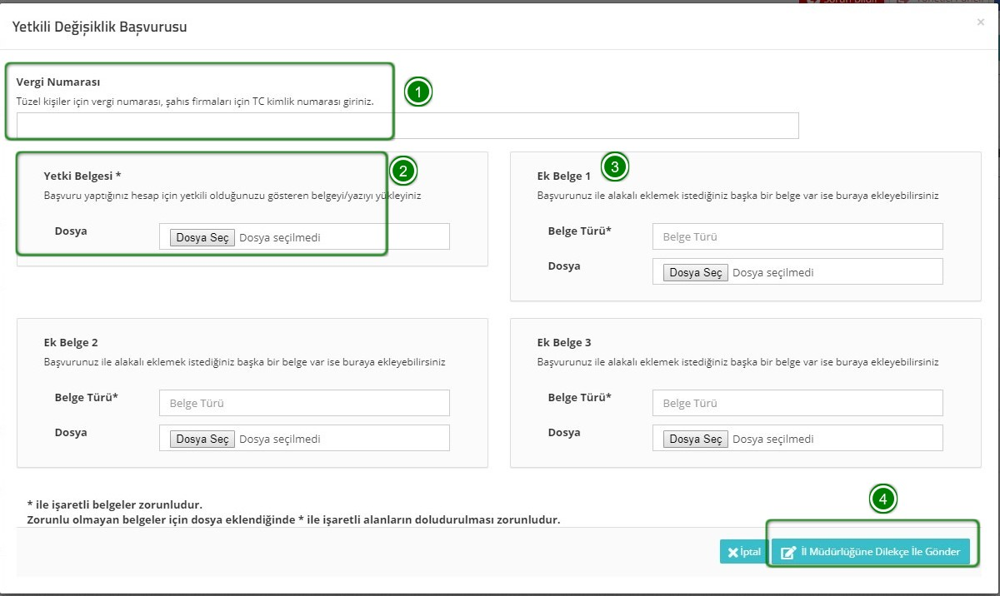 Sorun Bildir Yönetici Paneli
Yetkili Değişiklik Başvurusu
×
Vergi Numarası
Tüzel kişiler için vergi numarası, şahıs firmaları için TC kimlik numarası giriniz.
1
Yetki Belgesi *
2
Başvuru yaptığınız hesap için yetkili olduğunuzu gösteren belgeyi/yazıyı yükleyiniz
Dosya
Dosya Seç Dosya seçilmedi
Ek Belge 1
3
Başvurunuz ile alakalı eklemek istediğiniz başka bir belge var ise buraya ekleyebilirsiniz
Belge Türü* Belge Türü
Dosya Dosya Seç Dosya seçilmedi
Ek Belge 2
Başvurunuz ile alakalı eklemek istediğiniz başka bir belge var ise buraya ekleyebilirsiniz
Belge Türü* Belge Türü
Dosya Dosya Seç Dosya seçilmedi
Ek Belge 3
Başvurunuz ile alakalı eklemek istediğiniz başka bir belge var ise buraya ekleyebilirsiniz
Belge Türü* Belge Türü
Dosya Dosya Seç Dosya seçilmedi
* ile işaretli belgeler zorunludur.
Zorunlu olmayan belgeler için dosya eklendiğinde * ile işaretli alanların doludurulması zorunludur.
4
İptal İl Müdürlüğüne Dilekçe İle Gönder